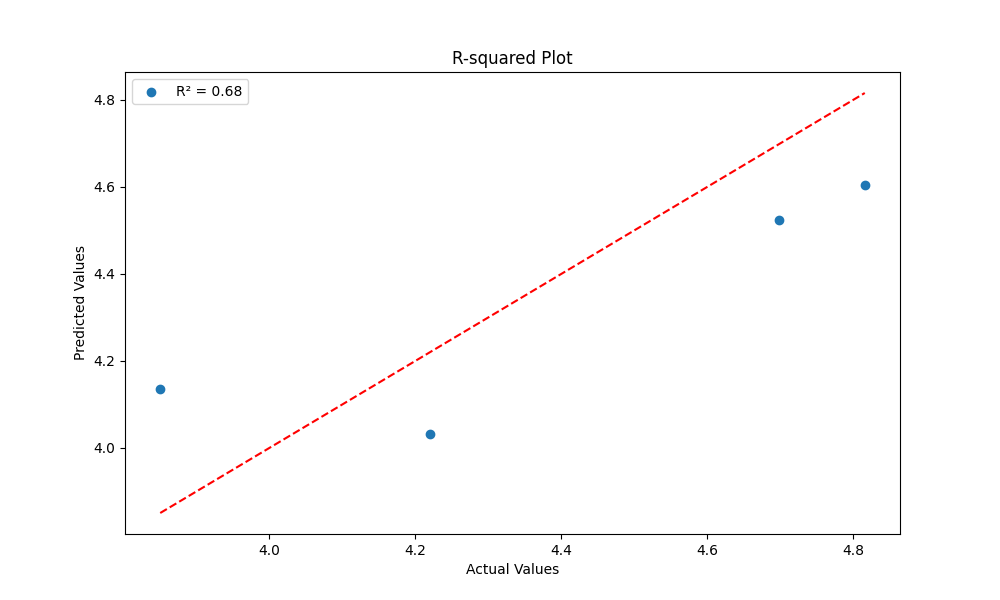 R-squared Plot
R² = 0.68
4.8
4.6
4.4
4.2
4.0
Predicted Values
4.0 4.2 4.4 4.6 4.8
Actual Values